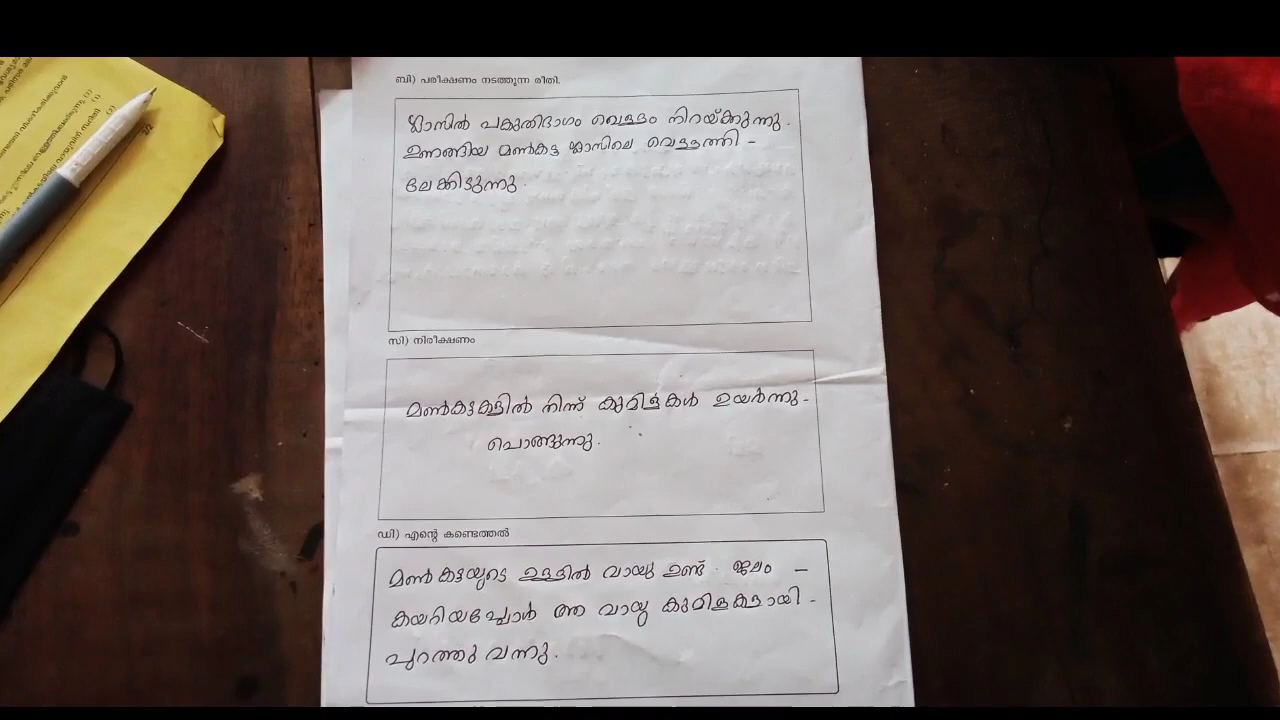 ബി) പരീക്ഷണം നടത്തുന്ന രീതി.
ഗ്ലാസിൽ പകുതിഭാഗം വെള്ളം നിറയ്ക്കുന്നു.
ഉണങ്ങിയ മൺകട്ട ഗ്ലാസിലെ വെള്ളത്തി -
ലേക്കിടുന്നു.
സി) നിരീക്ഷണം
മൺകട്ടകളിൽ നിന്ന് കുമിളകൾ ഉയർന്നു -
പൊങ്ങുന്നു.
ഡി) എന്റെ കണ്ടെത്തൽ
മൺകട്ടയുടെ ഉള്ളിൽ വായു ഉണ്ട്. ജലം -
കയറിയപ്പോൾ ആ വായു കുമിളകളായി -
പുറത്തു വന്നു.